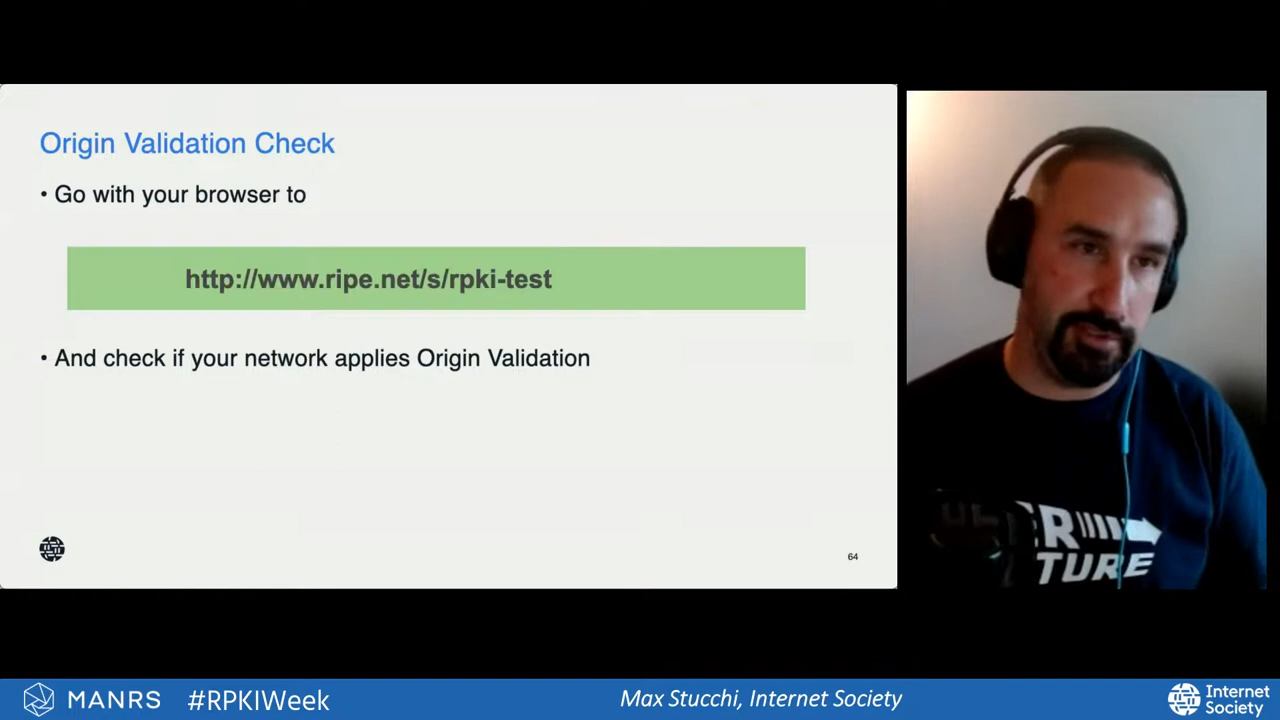 Origin Validation Check
• Go with your browser to
http://www.ripe.net/s/rpki-test
• And check if your network applies Origin Validation
64
MANRS #RPKIWeek
Max Stucchi, Internet Society
Internet
Society